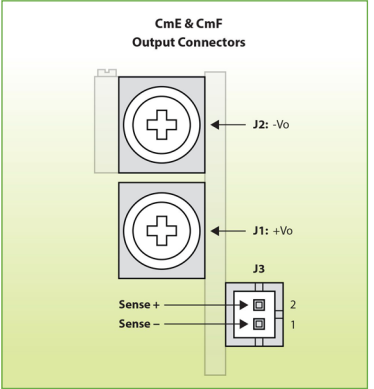 CmE & CmF
Output Connectors
J2: -Vo
J1: +Vo
J3
Sense +
2
Sense –
1